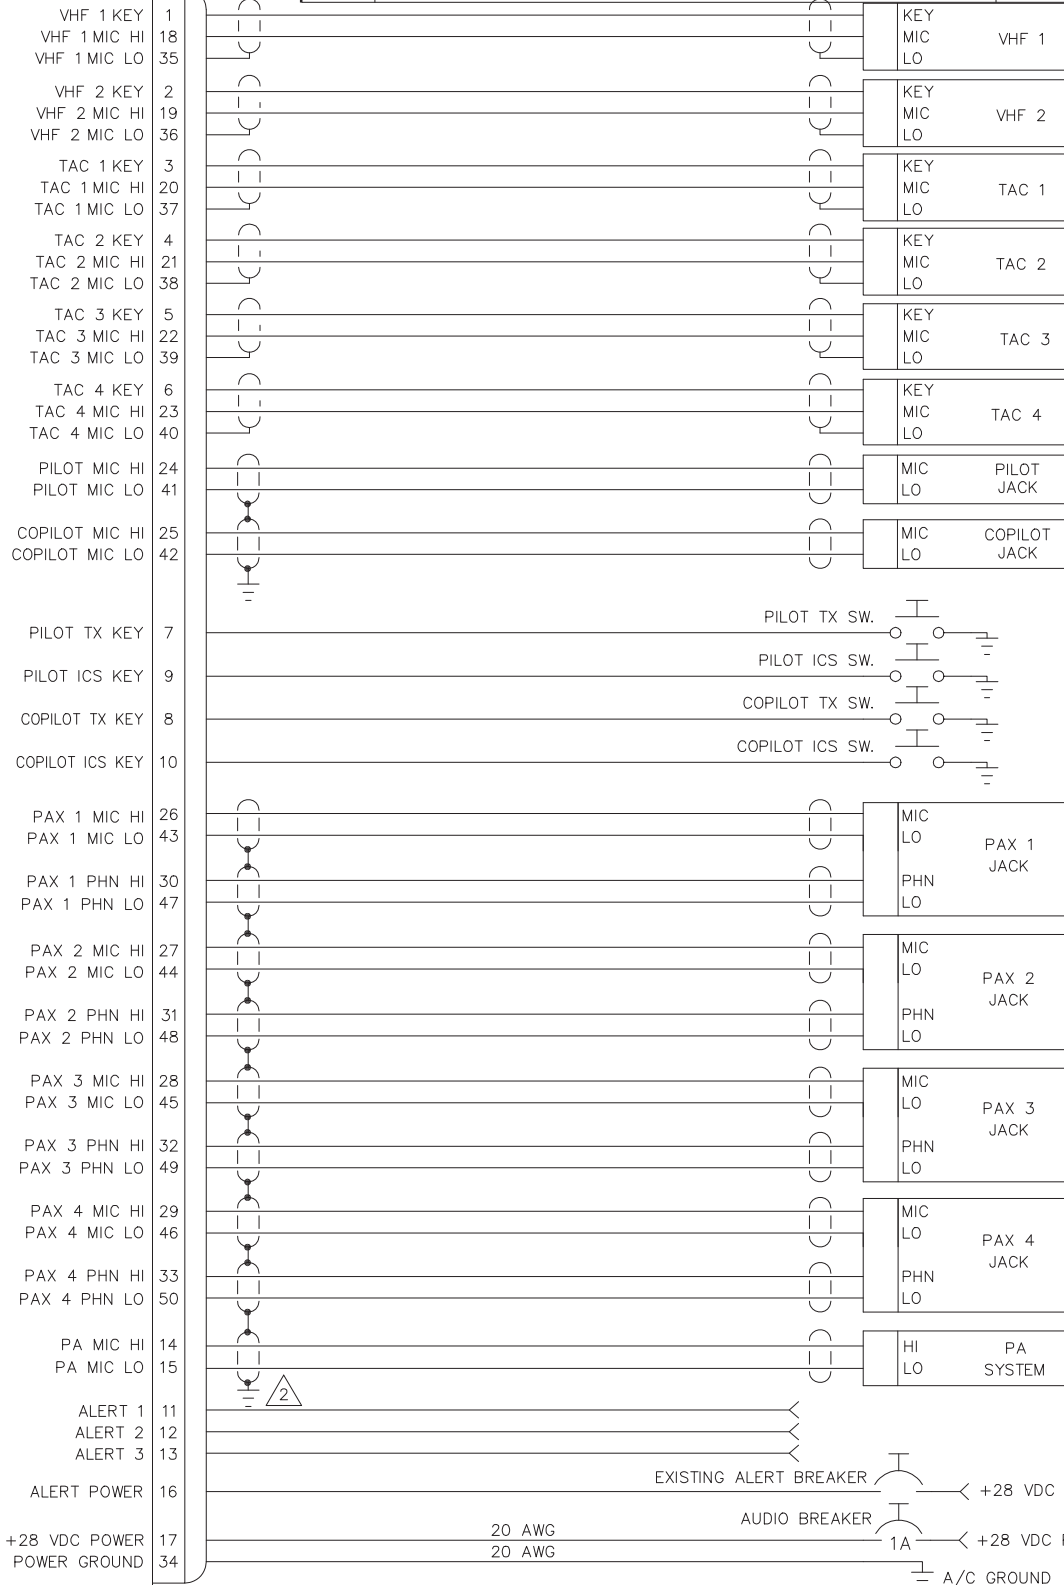 VHF 1 KEY 1 KEY
VHF 1 MIC HI 18 MIC VHF 1
VHF 1 MIC LO 35 LO
VHF 2 KEY 2 KEY
VHF 2 MIC HI 19 MIC VHF 2
VHF 2 MIC LO 36 LO
TAC 1 KEY 3 KEY
TAC 1 MIC HI 20 MIC TAC 1
TAC 1 MIC LO 37 LO
TAC 2 KEY 4 KEY
TAC 2 MIC HI 21 MIC TAC 2
TAC 2 MIC LO 38 LO
TAC 3 KEY 5 KEY
TAC 3 MIC HI 22 MIC TAC 3
TAC 3 MIC LO 39 LO
TAC 4 KEY 6 KEY
TAC 4 MIC HI 23 MIC TAC 4
TAC 4 MIC LO 40 LO
PILOT MIC HI 24 MIC PILOT
PILOT MIC LO 41 LO JACK
COPILOT MIC HI 25 MIC COPILOT
COPILOT MIC LO 42 LO JACK
PILOT TX SW.
PILOT TX KEY 7
PILOT ICS SW.
PILOT ICS KEY 9
COPILOT TX SW.
COPILOT TX KEY 8
COPILOT ICS SW.
COPILOT ICS KEY 10
PAX 1 MIC HI 26 MIC
PAX 1 MIC LO 43 LO PAX 1
JACK
PAX 1 PHN HI 30 PHN
PAX 1 PHN LO 47 LO
PAX 2 MIC HI 27 MIC
PAX 2 MIC LO 44 LO PAX 2
JACK
PAX 2 PHN HI 31 PHN
PAX 2 PHN LO 48 LO
PAX 3 MIC HI 28 MIC
PAX 3 MIC LO 45 LO PAX 3
JACK
PAX 3 PHN HI 32 PHN
PAX 3 PHN LO 49 LO
PAX 4 MIC HI 29 MIC
PAX 4 MIC LO 46 LO PAX 4
JACK
PAX 4 PHN HI 33 PHN
PAX 4 PHN LO 50 LO
PA MIC HI 14 HI PA
PA MIC LO 15 LO SYSTEM
2
ALERT 1 11
ALERT 2 12
ALERT 3 13
EXISTING ALERT BREAKER
ALERT POWER 16 +28 VDC
AUDIO BREAKER
+28 VDC POWER 17 20 AWG 1A +28 VDC
POWER GROUND 34 20 AWG
A/C GROUND